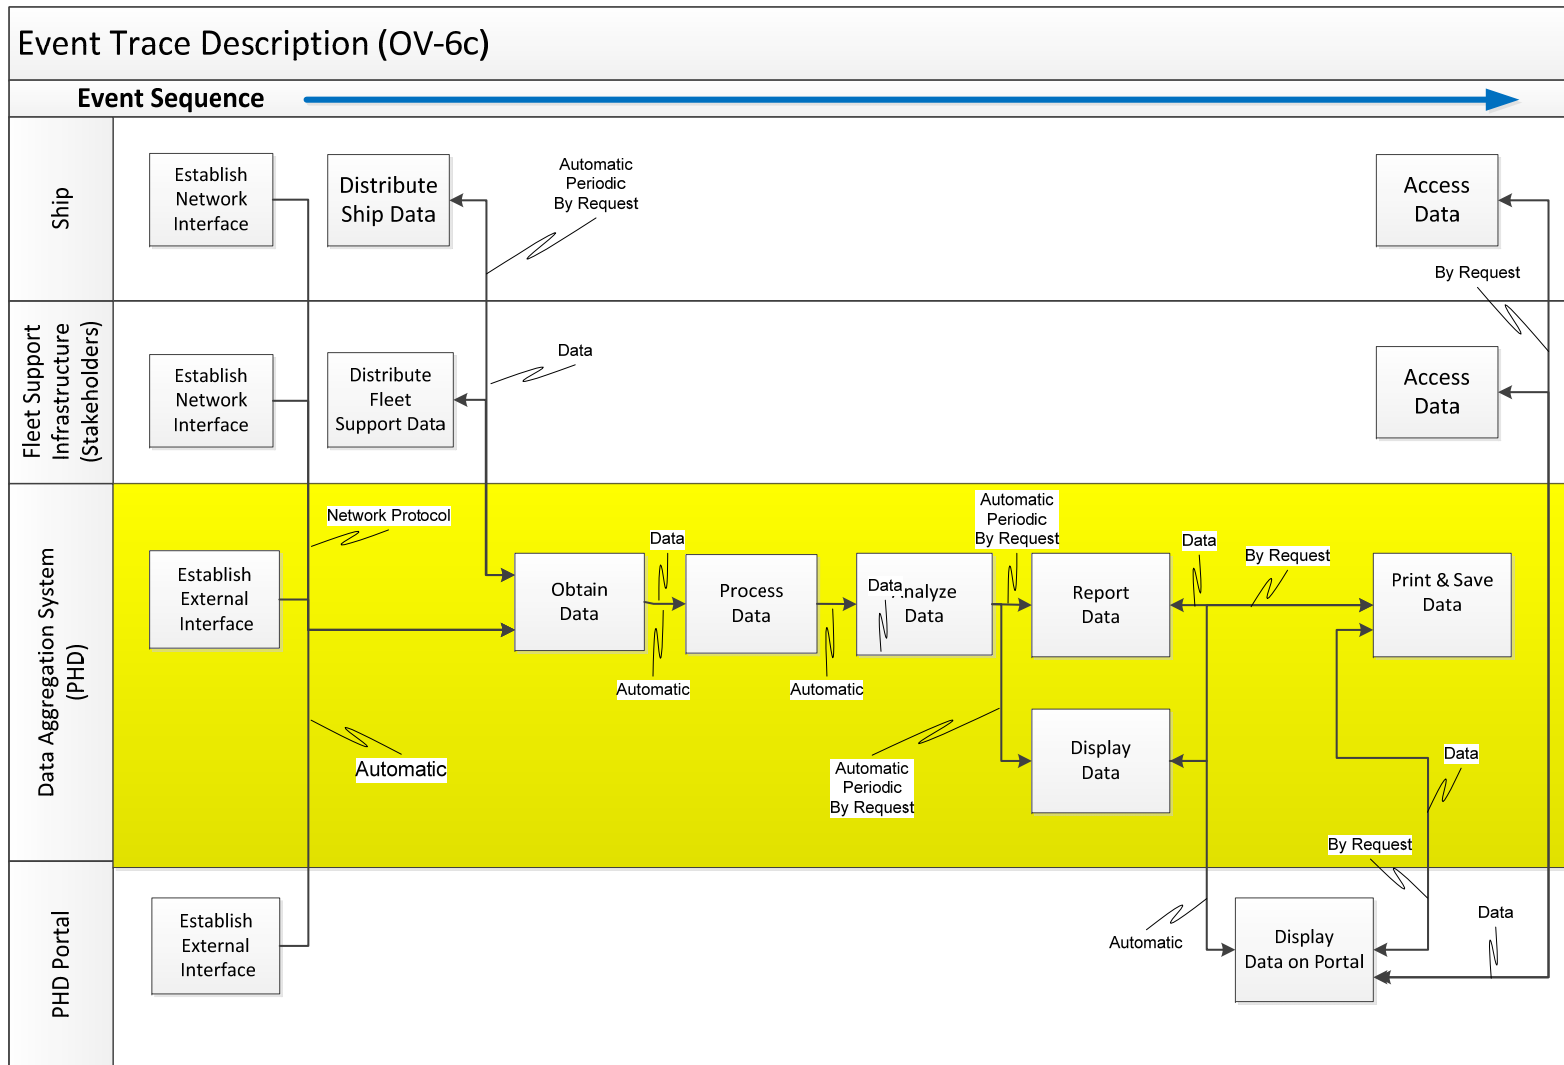 Event Trace Description (OV-6c)
Event Sequence
Ship
Establish
Network
Interface
Distribute
Ship Data
Automatic
Periodic
By Request
Access
Data
By Request
Fleet Support
Infrastructure
(Stakeholders)
Establish
Network
Interface
Distribute
Fleet
Support Data
Data
Access
Data
Data Aggregation System
(PHD)
Network Protocol
Establish
External
Interface
Automatic
Obtain
Data
Data
Automatic
Process
Data
Automatic
Data
Analyze
Data
Automatic
Periodic
By Request
Automatic
Periodic
By Request
Report
Data
Display
Data
Data
By Request
Print & Save
Data
Data
By Request
PHD Portal
Establish
External
Interface
Automatic
Display
Data on Portal
Data